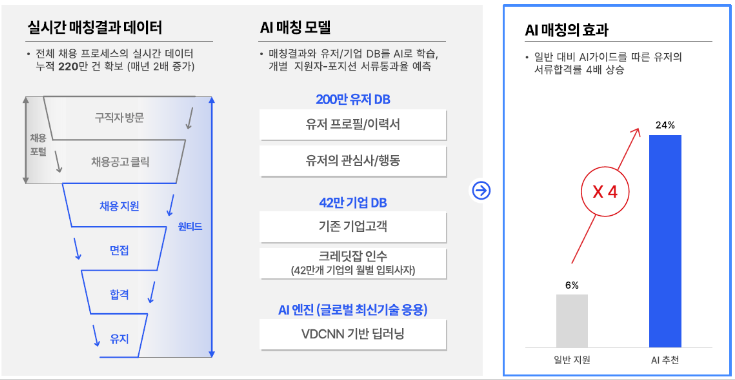 실시간 매칭결과 데이터
• 전체 채용 프로세스의 실시간 데이터
누적 220만 건 확보 (매년 2배 증가)
채용
포털
구직자 방문
채용공고 클릭
채용 지원
면접
합격
유지
원티드
AI 매칭 모델
• 매칭결과와 유저/기업 DB를 AI로 학습,
개별 지원자-포지션 서류통과율 예측
200만 유저 DB
유저 프로필/이력서
유저의 관심사/행동
42만 기업 DB
기존 기업고객
크레딧잡 인수
(42만개 기업의 월별 입퇴사자)
AI 엔진 (글로벌 최신기술 응용)
VDCNN 기반 딥러닝
AI 매칭의 효과
• 일반 대비 AI가이드를 따른 유저의
서류합격률 4배 상승
24%
X 4
6%
일반 지원
AI 추천